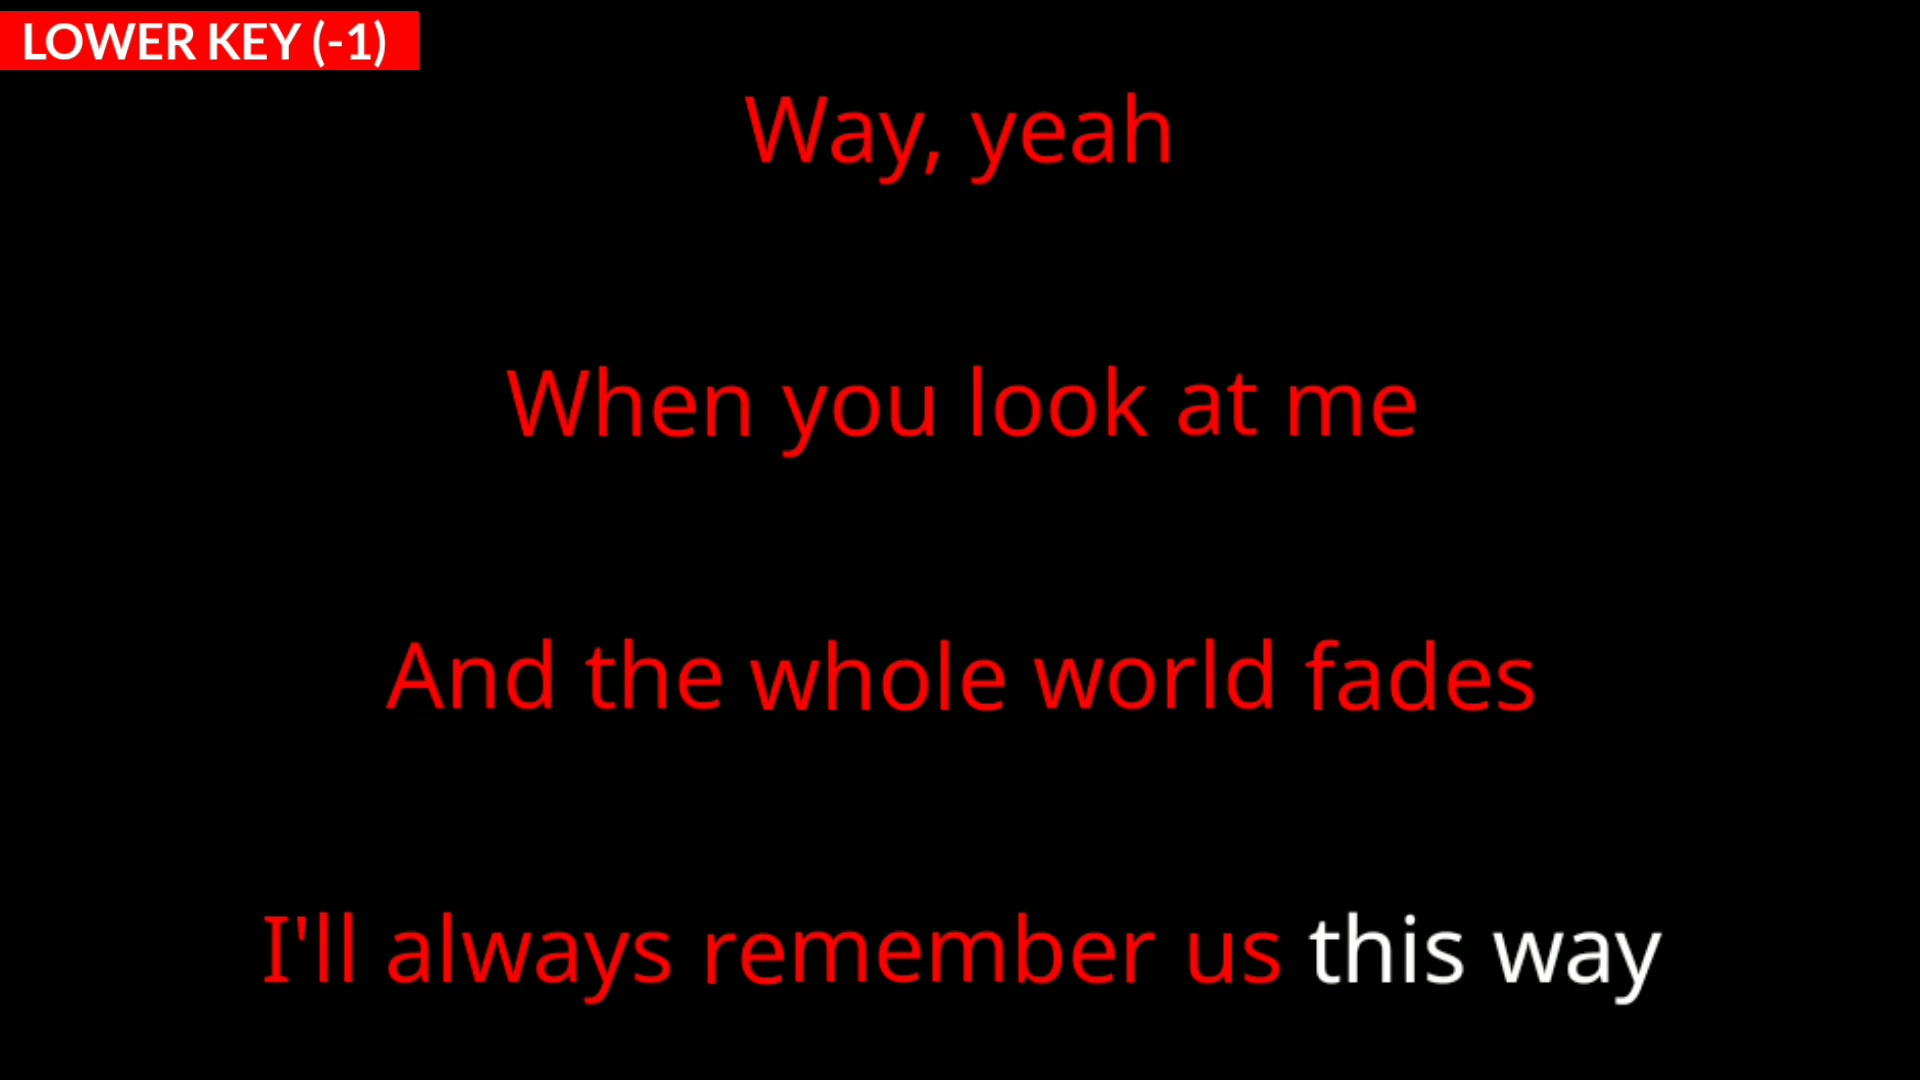 LOWER KEY (-1)
Way, yeah
When you look at me
And the whole world fades
I'll always remember us this way